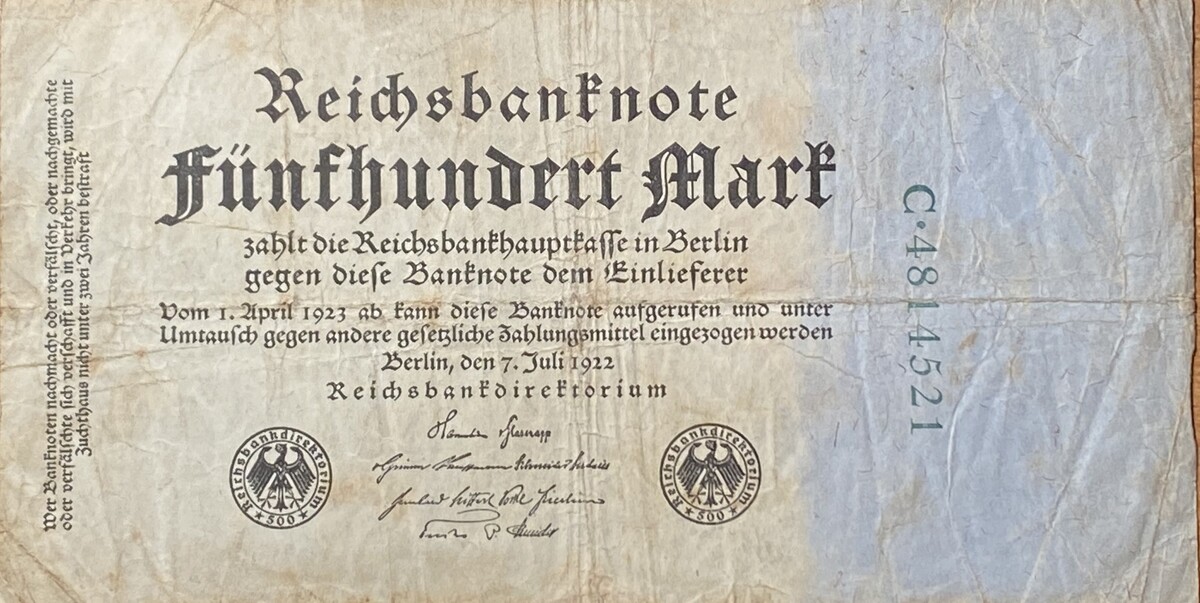 Wer Banknoten nachmacht oder verfälscht, oder nachgemachte
oder verfälschte sich verschafft und in Verkehr bringt, wird mit
Zuchthaus nicht unter zwei Jahren bestraft
Reichsbanknote
Fünfhundert Mark
zahlt die Reichsbankhauptkasse in Berlin
gegen diese Banknote dem Einlieferer
Vom 1. April 1923 ab kann diese Banknote aufgerufen und unter
Umtausch gegen andere gesetzliche Zahlungsmittel eingezogen werden
Berlin, den 7. Juli 1922
Reichsbankdirektorium
Reichsbankdirektorium
★ 500 ★
Reichsbankdirektorium
★ 500 ★
C·4814521